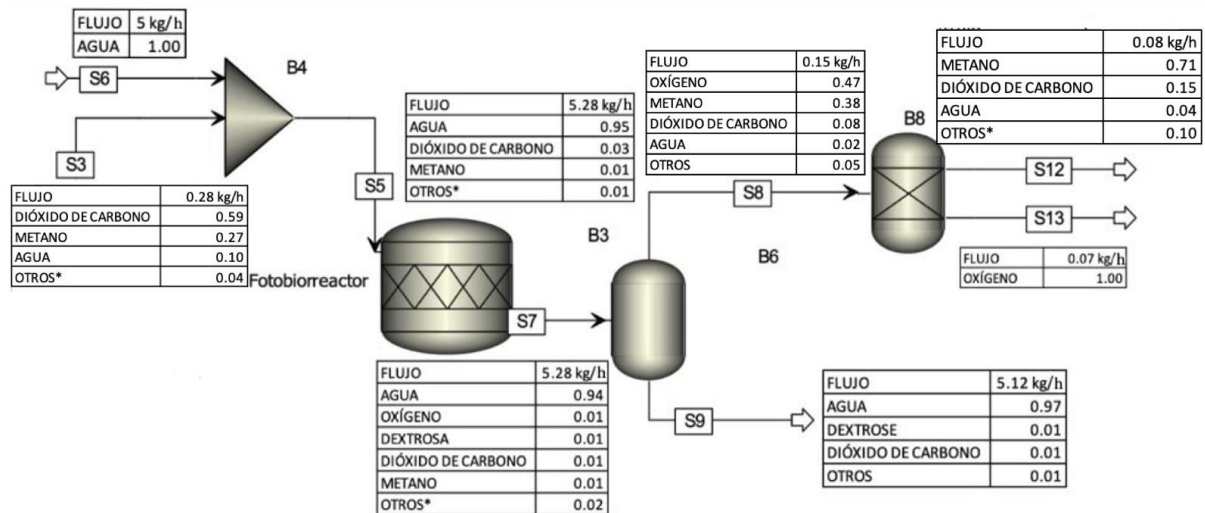 FLUJO 5 kg/h
AGUA 1.00
S6
B4
S3
FLUJO 0.28 kg/h
DIÓXIDO DE CARBONO 0.59
METANO 0.27
AGUA 0.10
OTROS* 0.04
S5
FLUJO 5.28 kg/h
AGUA 0.95
DIÓXIDO DE CARBONO 0.03
METANO 0.01
OTROS* 0.01
Fotobiorreactor
S7
FLUJO 5.28 kg/h
AGUA 0.94
OXÍGENO 0.01
DEXTROSA 0.01
DIÓXIDO DE CARBONO 0.01
METANO 0.01
OTROS* 0.02
B3
FLUJO 0.15 kg/h
OXÍGENO 0.47
METANO 0.38
DIÓXIDO DE CARBONO 0.08
AGUA 0.02
OTROS 0.05
S8
B6
S9
FLUJO 5.12 kg/h
AGUA 0.97
DEXTROSE 0.01
DIÓXIDO DE CARBONO 0.01
OTROS 0.01
B8
FLUJO 0.08 kg/h
METANO 0.71
DIÓXIDO DE CARBONO 0.15
AGUA 0.04
OTROS* 0.10
S12
S13
FLUJO 0.07 kg/h
OXÍGENO 1.00